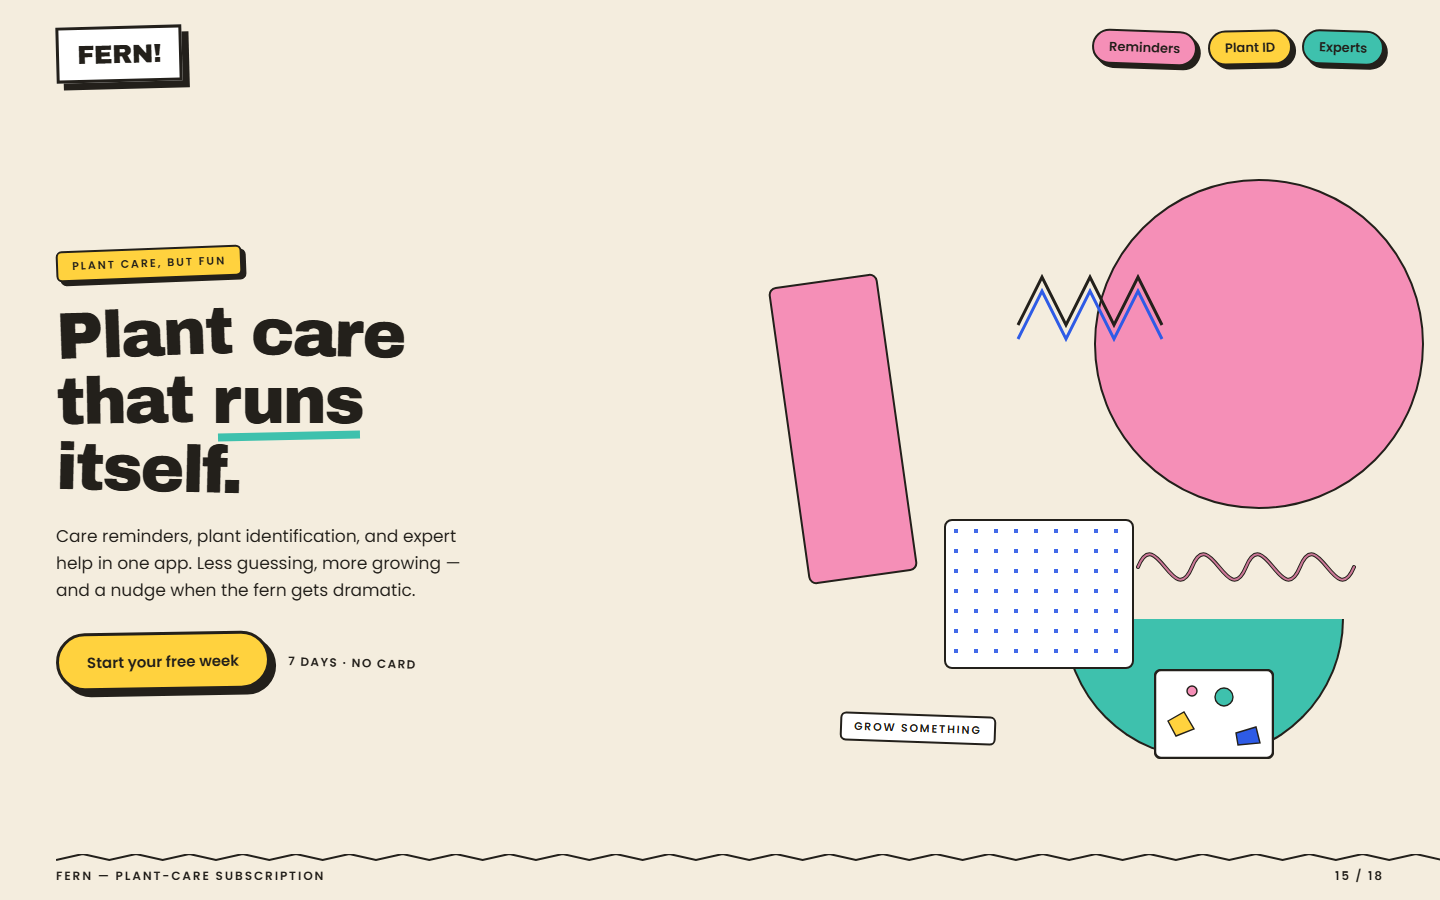 FERN!
Reminders
Plant ID
Experts
PLANT CARE, BUT FUN
Plant care
that runs
itself.
Care reminders, plant identification, and expert
help in one app. Less guessing, more growing —
and a nudge when the fern gets dramatic.
Start your free week
7 DAYS · NO CARD
GROW SOMETHING
FERN — PLANT-CARE SUBSCRIPTION
15 / 18